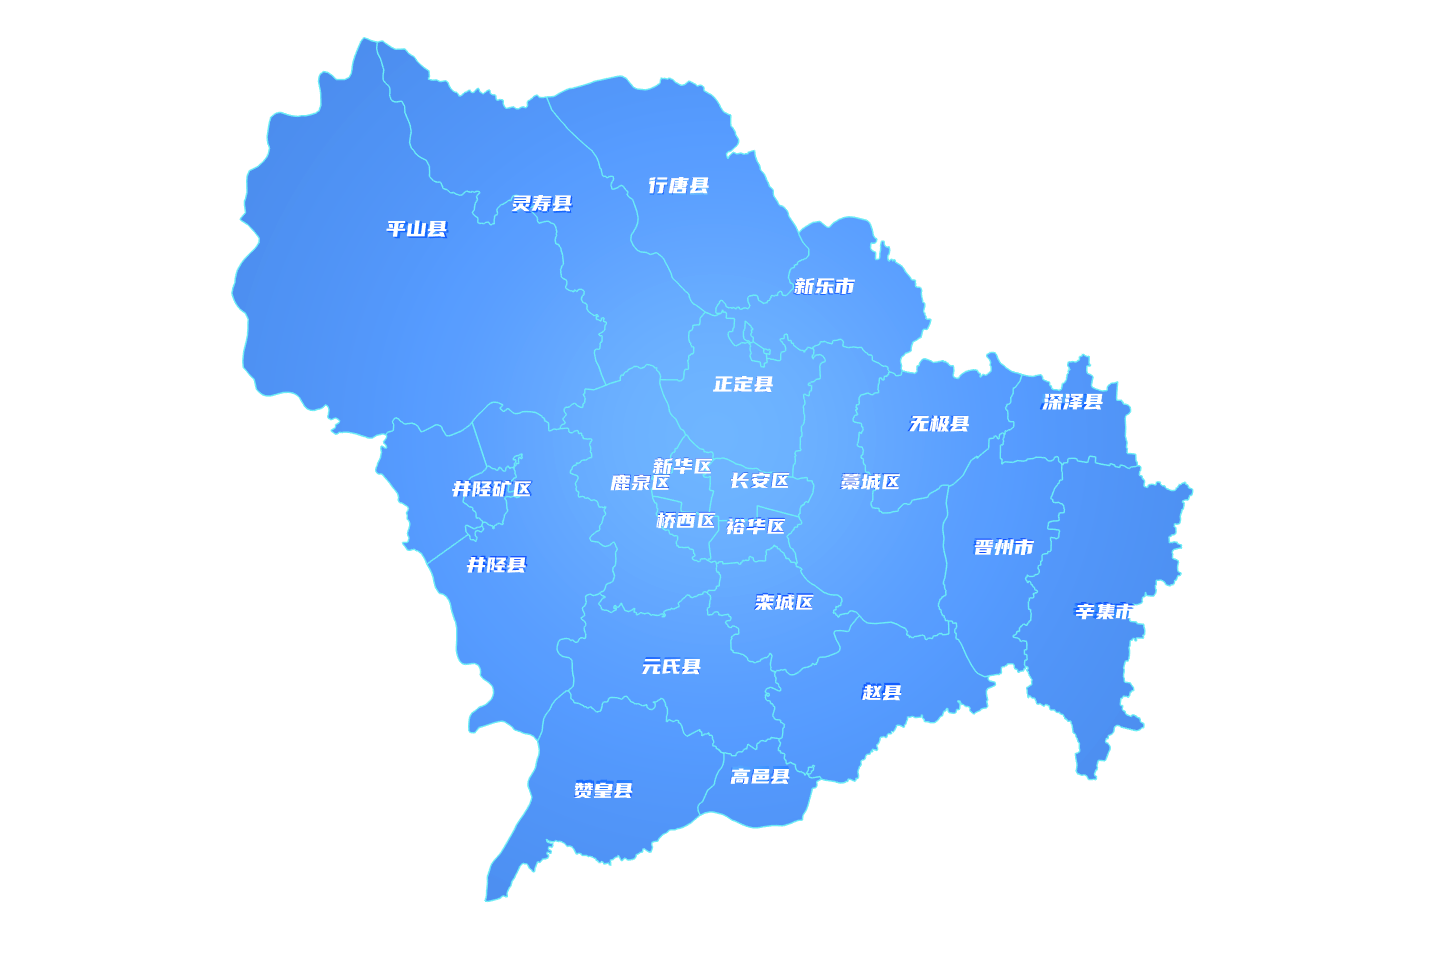 行唐县
灵寿县
平山县
新乐市
正定县
深泽县
无极县
新华区
长安区
鹿泉区
藁城区
井陉矿区
桥西区
裕华区
晋州市
井陉县
栾城区
辛集市
元氏县
赵县
高邑县
赞皇县